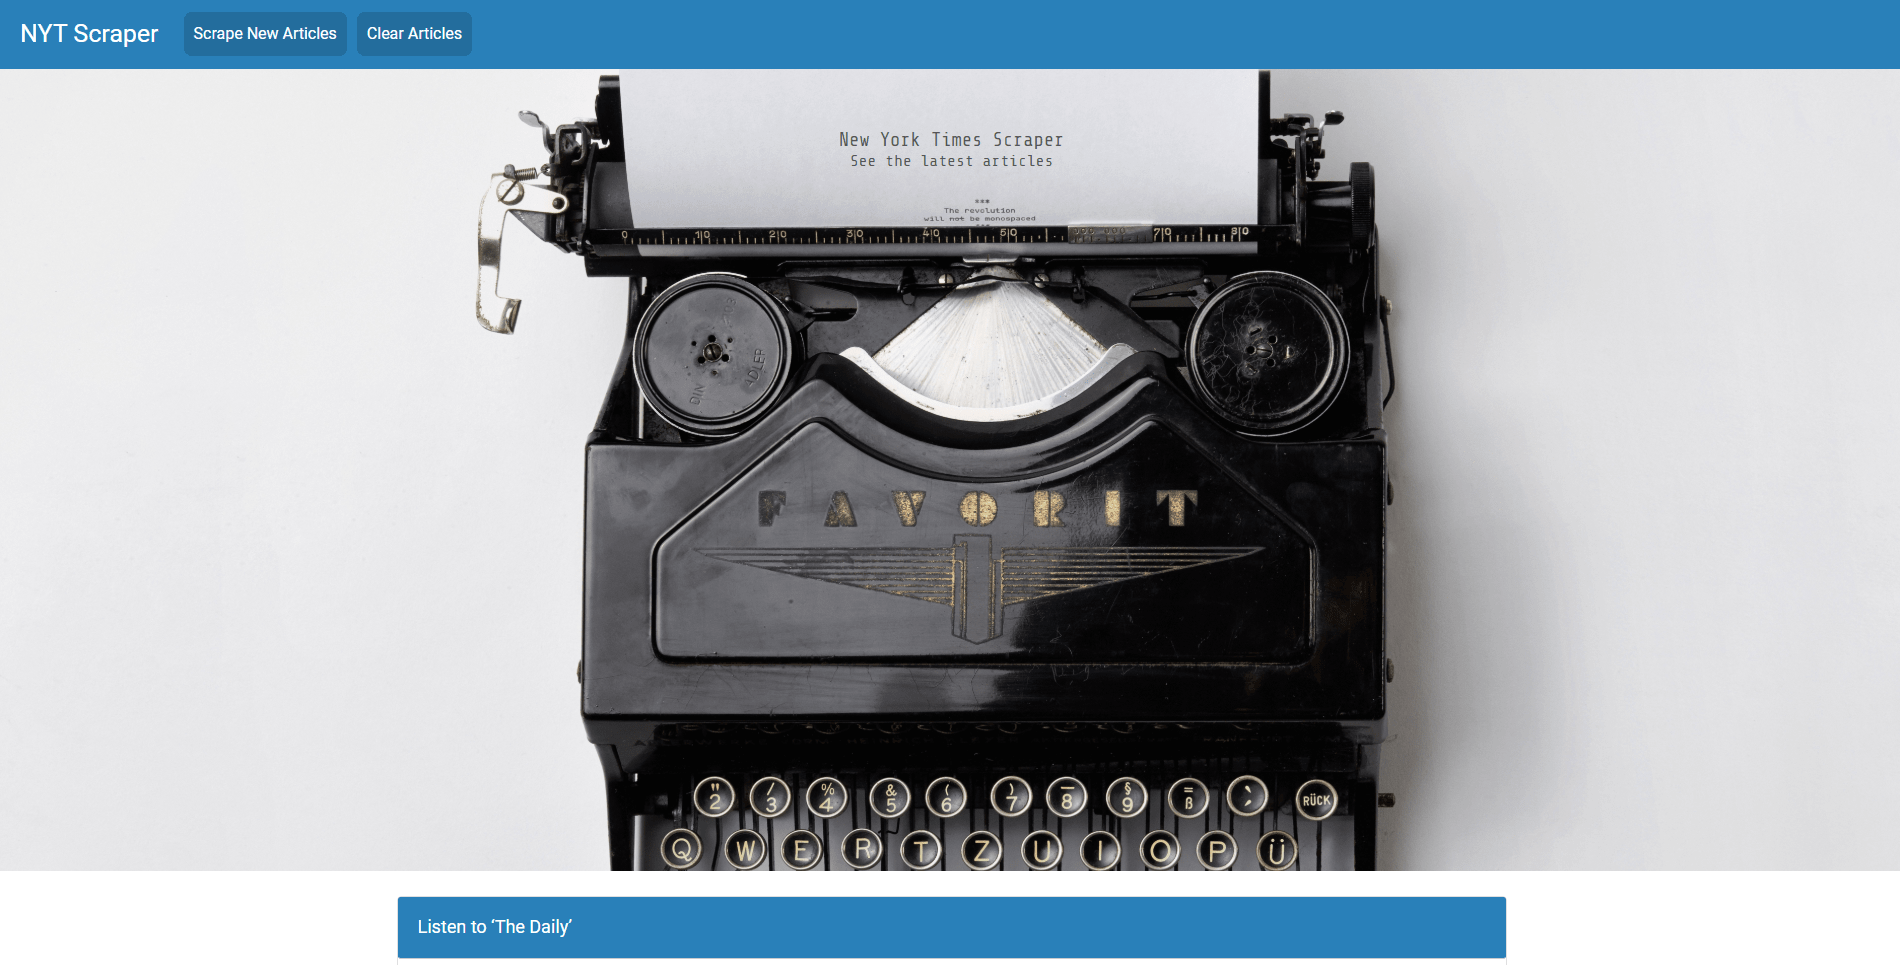 NYT Scraper Scrape New Articles Clear Articles
New York Times Scraper
See the latest articles
***
The revolution
will not be monospaced
0 10 20 30 40 50 70 80
DIN ADLER
FAVORIT
" 2 / 3 % 4 & 5 ( 6 ) 7 _ 8 § 9 = ß RÜCK
Q W E R T Z U I O P Ü
Listen to ‘The Daily’